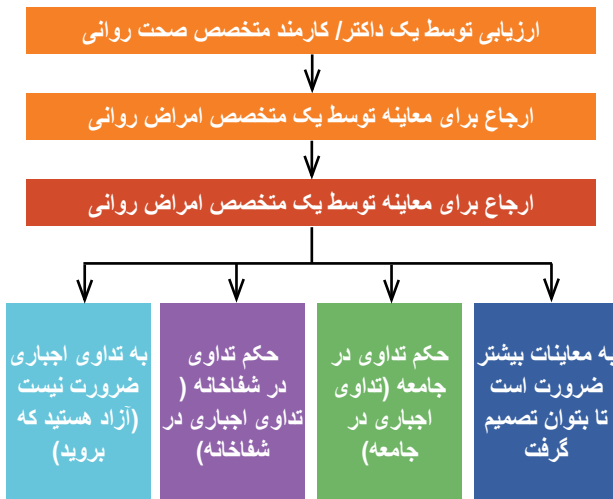 ارزیابی توسط یک داکتر/ کارمند متخصص صحت روانی
ارجاع برای معاینه توسط یک متخصص امراض روانی
ارجاع برای معاینه توسط یک متخصص امراض روانی
به معاینات بیشتر
ضرورت است
تا بتوان تصمیم
گرفت
حکم تداوی در
جامعه (تداوی
اجباری در
جامعه)
حکم تداوی
در شفاخانه (
تداوی اجباری در
شفاخانه)
به تداوی اجباری
ضرورت نیست
(آزاد هستید که
بروید)